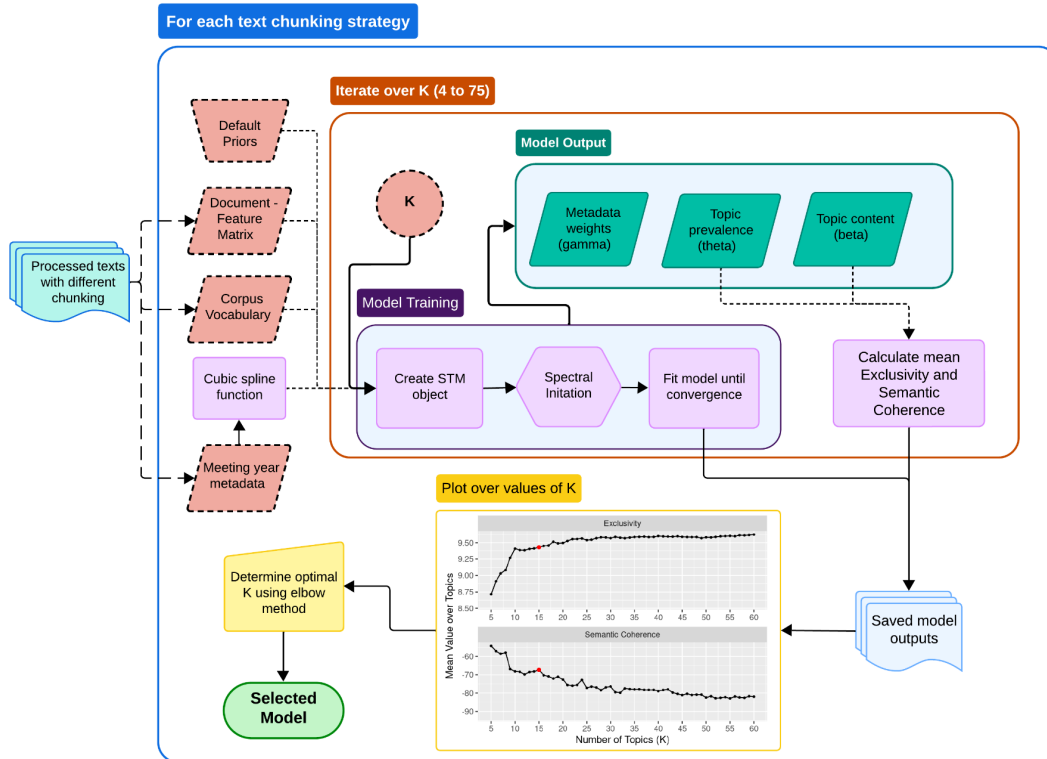 For each text chunking strategy
Iterate over K (4 to 75)
Default
Priors
Model Output
K
Document -
Feature
Matrix
Metadata
weights
(gamma)
Topic
prevalence
(theta)
Topic content
(beta)
Processed texts
with different
chunking
Corpus
Vocabulary
Model Training
Cubic spline
function
Create STM
object
Spectral
Initation
Fit model until
convergence
Calculate mean
Exclusivity and
Semantic
Coherence
Meeting year
metadata
Plot over values of K
Exclusivity
9.50
9.25
9.00
8.75
8.50
5 10 15 20 25 30 35 40 45 50 55 60
Mean Value over Topics
Semantic Coherence
-60
-70
-80
-90
5 10 15 20 25 30 35 40 45 50 55 60
Number of Topics (K)
Determine optimal
K using elbow
method
Saved model
outputs
Selected
Model